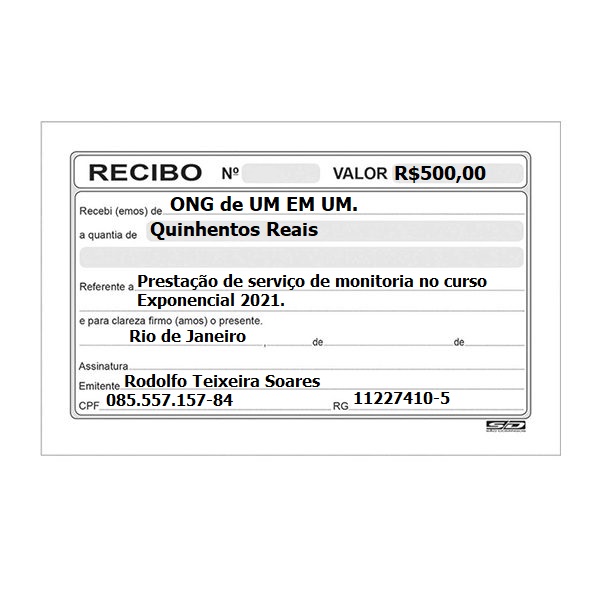 RECIBO Nº VALOR R$500,00
Recebi (emos) de ONG de UM EM UM.
a quantia de Quinhentos Reais
Referente a Prestação de serviço de monitoria no curso
Exponencial 2021.
e para clareza firmo (amos) o presente.
Rio de Janeiro , de de
Assinatura
Emitente Rodolfo Teixeira Soares
CPF 085.557.157-84 RG 11227410-5
SD
SÃO DOMINGOS